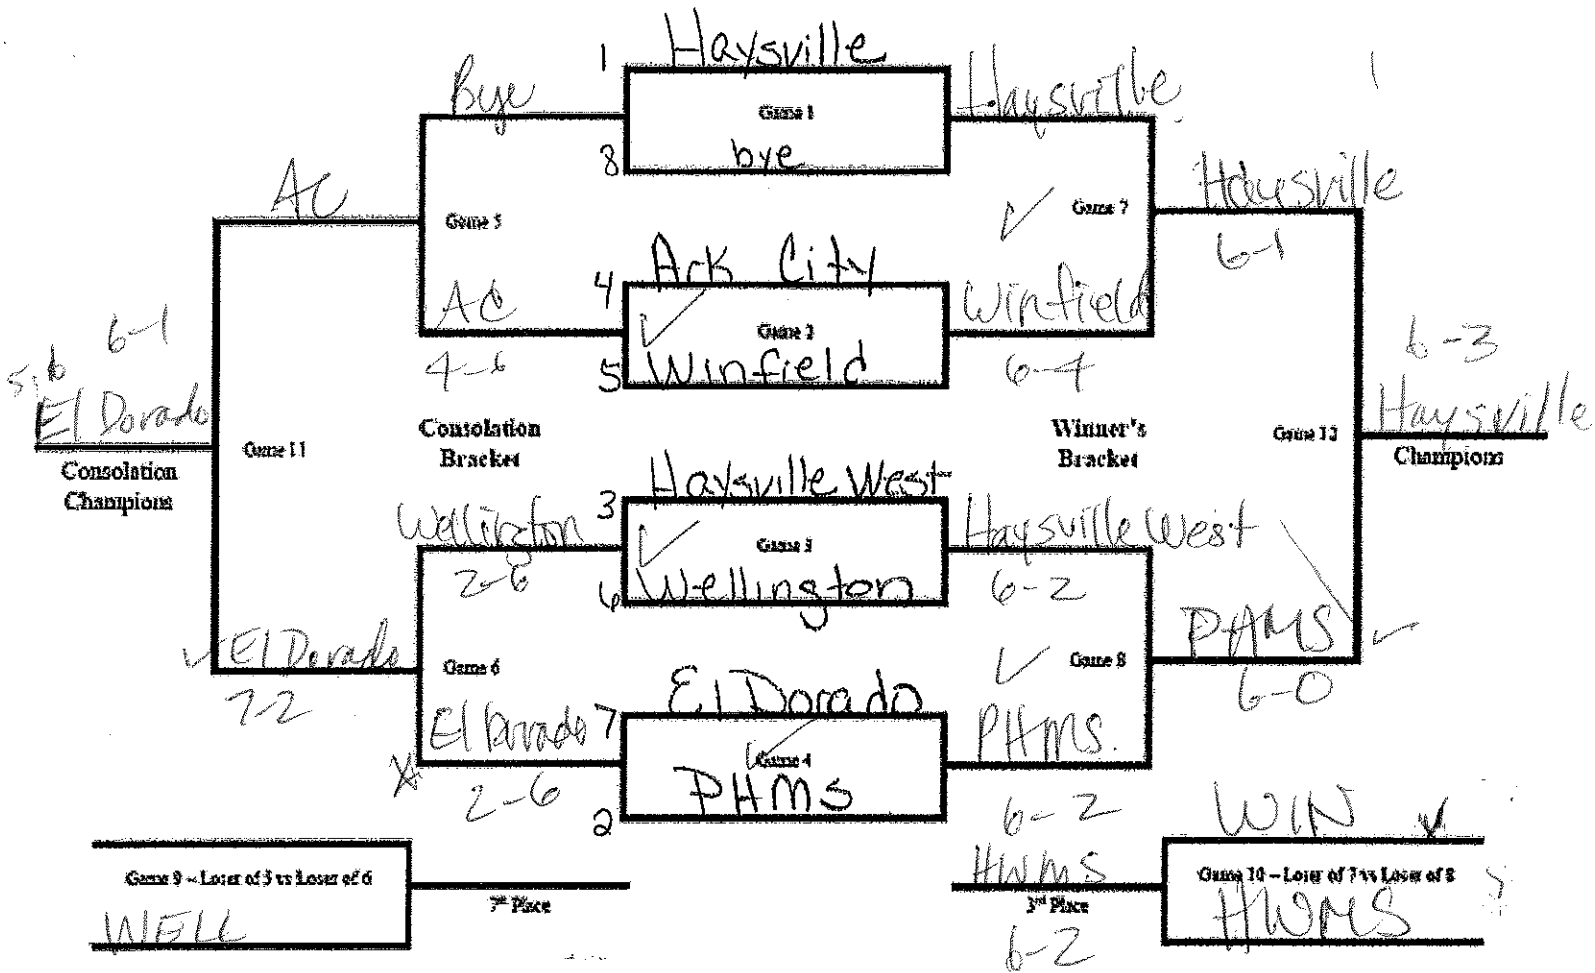 1 Haysville
Bye
Game 1
Haysville
8 bye
AC
Game 5
Game 7
Haysville
6-1
4 Ark City
AC
Game 2
Winfield
4-6
5 Winfield
6-4
6-1
6-3
El Dorado
Haysville
Game 11
Consolation
Bracket
Winner's
Bracket
Game 12
Consolation
Champions
Champions
3 Haysville West
Wellington
Game 3
Haysville West
2-6
6 Wellington
6-2
El Dorado
7-2
Game 6
Game 8
PHMS
6-0
7 El Dorado
El Dorado
Game 4
PHMS.
2-6
2 PHMS
6-2
WIN
Game 9 – Loser of 5 vs Loser of 6
7th Place
WELL
HWMS
3rd Place
6-2
Game 10 – Loser of 7 vs Loser of 8
HWMS